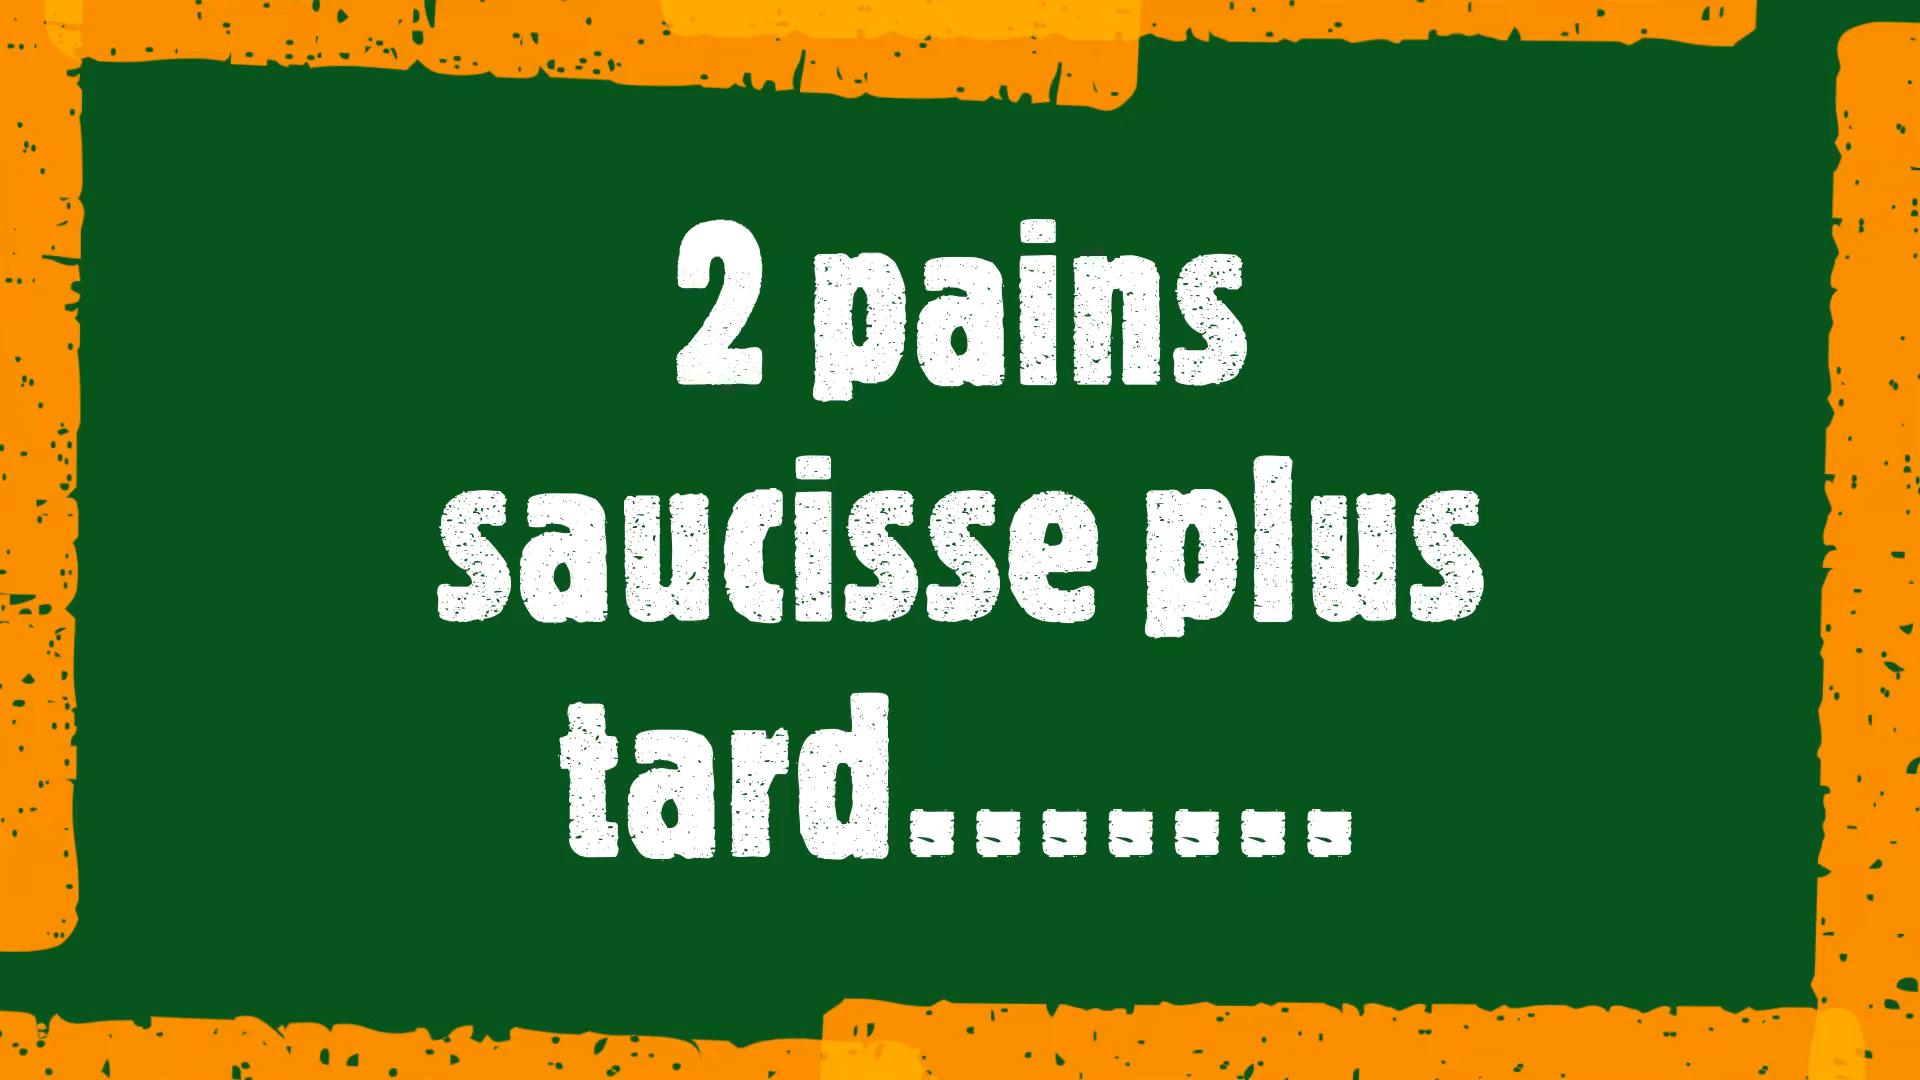 2 pains
saucisse plus
tard.......